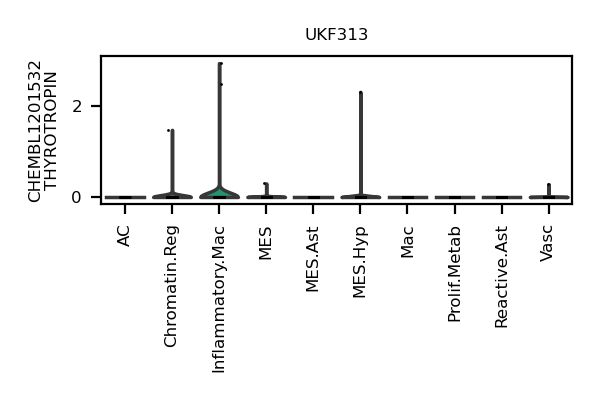 UKF313
CHEMBL1201532
THYROTROPIN
2
0
AC
Chromatin.Reg
Inflammatory.Mac
MES
MES.Ast
MES.Hyp
Mac
Prolif.Metab
Reactive.Ast
Vasc